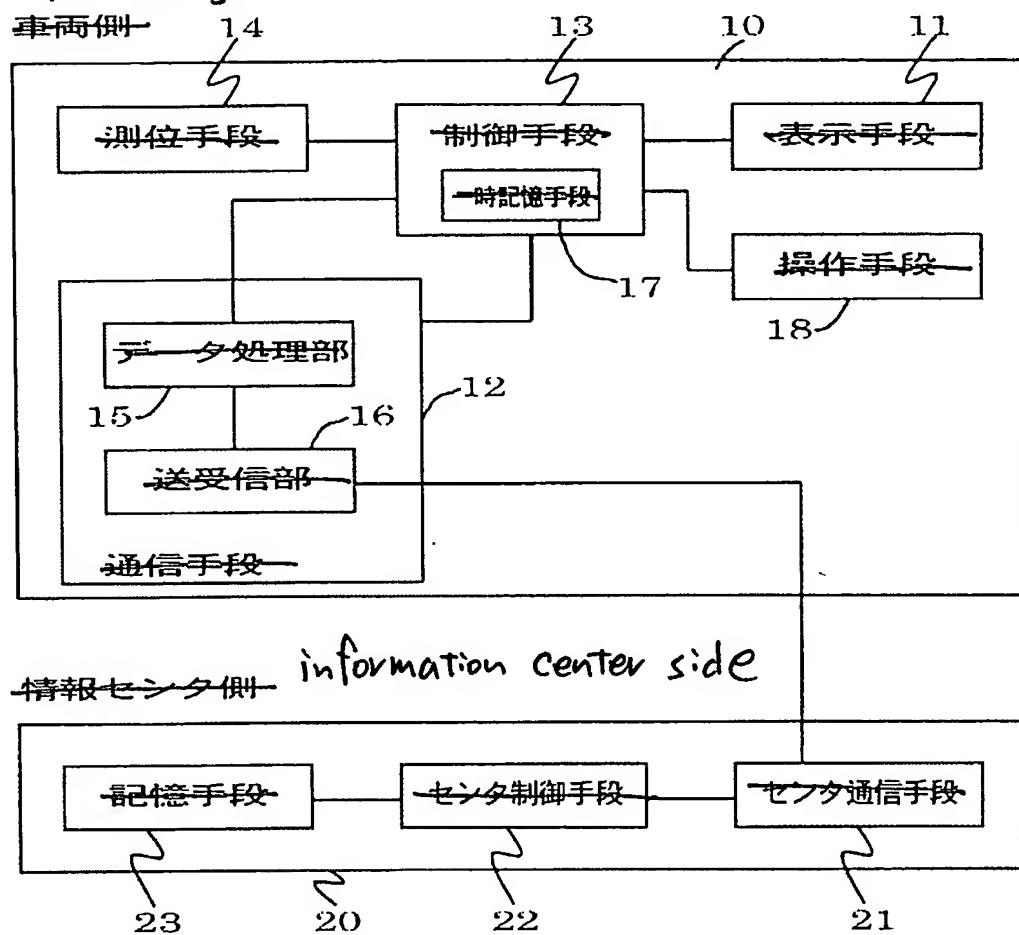 車両側
14 13 10 11
測位手段 制御手段 表示手段
一時記憶手段
17
操作手段
18
データ処理部
15 16 12
送受信部
通信手段
information center side
情報センタ側
記憶手段 センタ制御手段 センタ通信手段
23 20 22 21